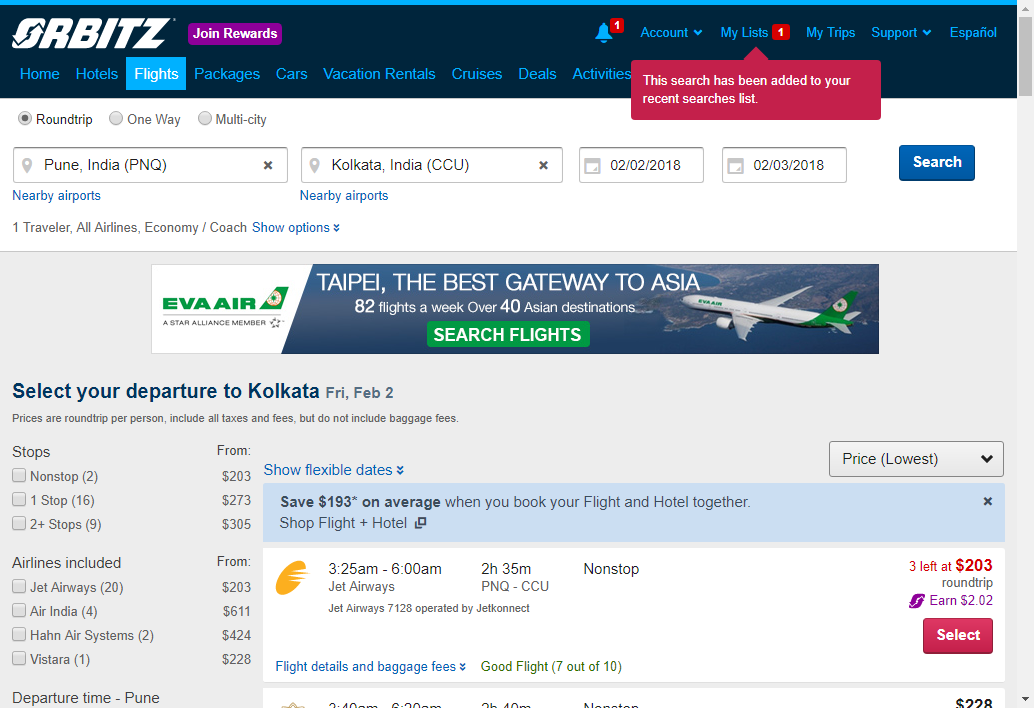 ORBITZ Join Rewards
1 Account My Lists 1 My Trips Support Español
Home Hotels Flights Packages Cars Vacation Rentals Cruises Deals Activities
This search has been added to your
recent searches list.
Roundtrip One Way Multi-city
Pune, India (PNQ) Kolkata, India (CCU) 02/02/2018 02/03/2018 Search
Nearby airports Nearby airports
1 Traveler, All Airlines, Economy / Coach Show options
EVA AIR
A STAR ALLIANCE MEMBER
TAIPEI, THE BEST GATEWAY TO ASIA
82 flights a week Over 40 Asian destinations
SEARCH FLIGHTS
EVA AIR
Select your departure to Kolkata Fri, Feb 2
Prices are roundtrip per person, include all taxes and fees, but do not include baggage fees.
Stops From:
Nonstop (2) $203
1 Stop (16) $273
2+ Stops (9) $305
Airlines included From:
Jet Airways (20) $203
Air India (4) $611
Hahn Air Systems (2) $424
Vistara (1) $228
Departure time - Pune
Price (Lowest)
Show flexible dates
Save $193* on average when you book your Flight and Hotel together.
Shop Flight + Hotel
3:25am - 6:00am 2h 35m Nonstop 3 left at $203
Jet Airways PNQ - CCU roundtrip
Jet Airways 7128 operated by Jetkonnect Earn $2.02
Select
Flight details and baggage fees Good Flight (7 out of 10)
3:40am - 6:20am 2h 40m Nonstop $228